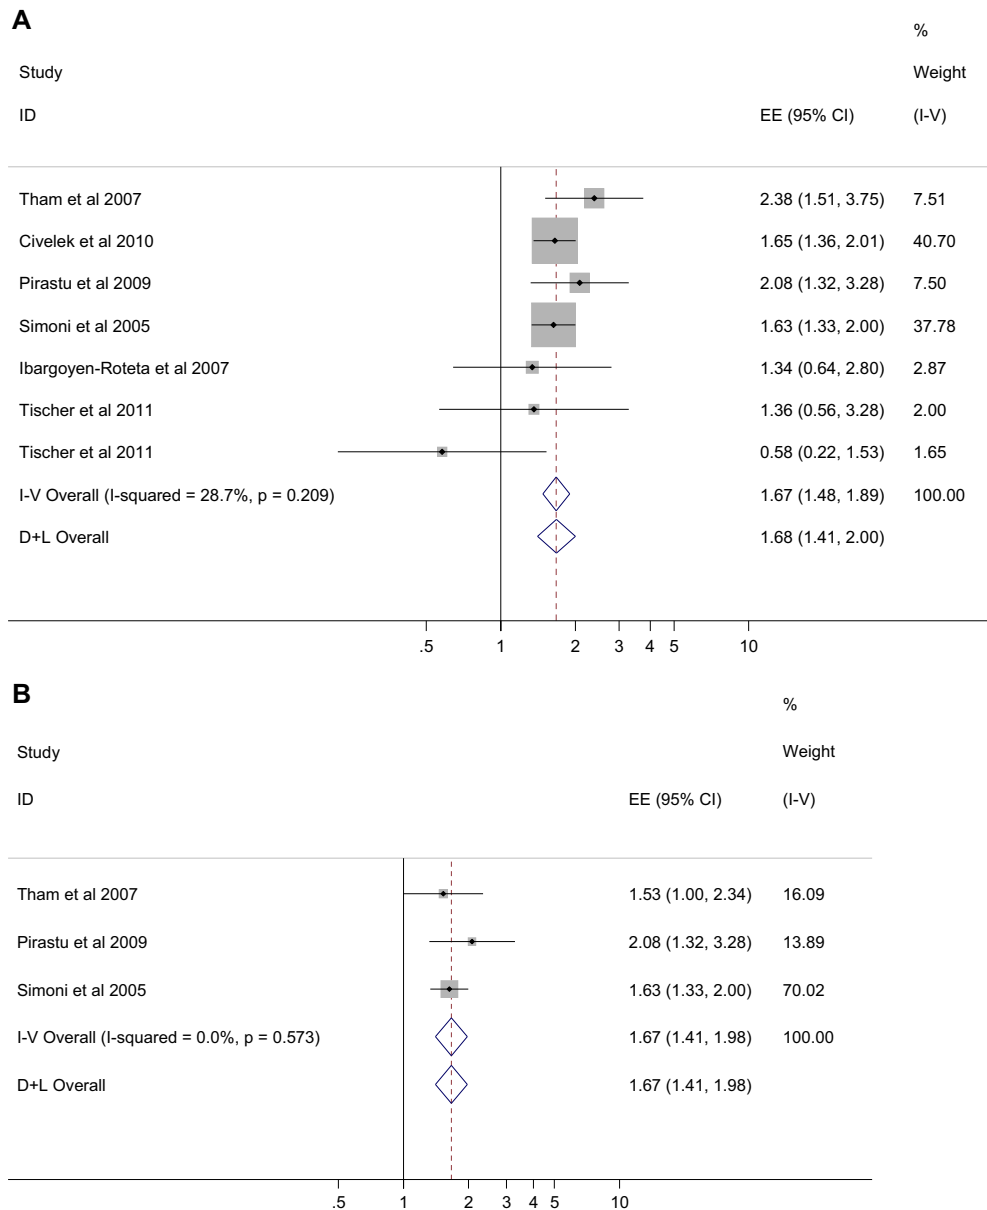 A
%
Study Weight
ID EE (95% CI) (I-V)
Tham et al 2007 2.38 (1.51, 3.75) 7.51
Civelek et al 2010 1.65 (1.36, 2.01) 40.70
Pirastu et al 2009 2.08 (1.32, 3.28) 7.50
Simoni et al 2005 1.63 (1.33, 2.00) 37.78
Ibargoyen-Roteta et al 2007 1.34 (0.64, 2.80) 2.87
Tischer et al 2011 1.36 (0.56, 3.28) 2.00
Tischer et al 2011 0.58 (0.22, 1.53) 1.65
I-V Overall (I-squared = 28.7%, p = 0.209) 1.67 (1.48, 1.89) 100.00
D+L Overall 1.68 (1.41, 2.00)
.5 1 2 3 4 5 10
B
%
Study Weight
ID EE (95% CI) (I-V)
Tham et al 2007 1.53 (1.00, 2.34) 16.09
Pirastu et al 2009 2.08 (1.32, 3.28) 13.89
Simoni et al 2005 1.63 (1.33, 2.00) 70.02
I-V Overall (I-squared = 0.0%, p = 0.573) 1.67 (1.41, 1.98) 100.00
D+L Overall 1.67 (1.41, 1.98)
.5 1 2 3 4 5 10